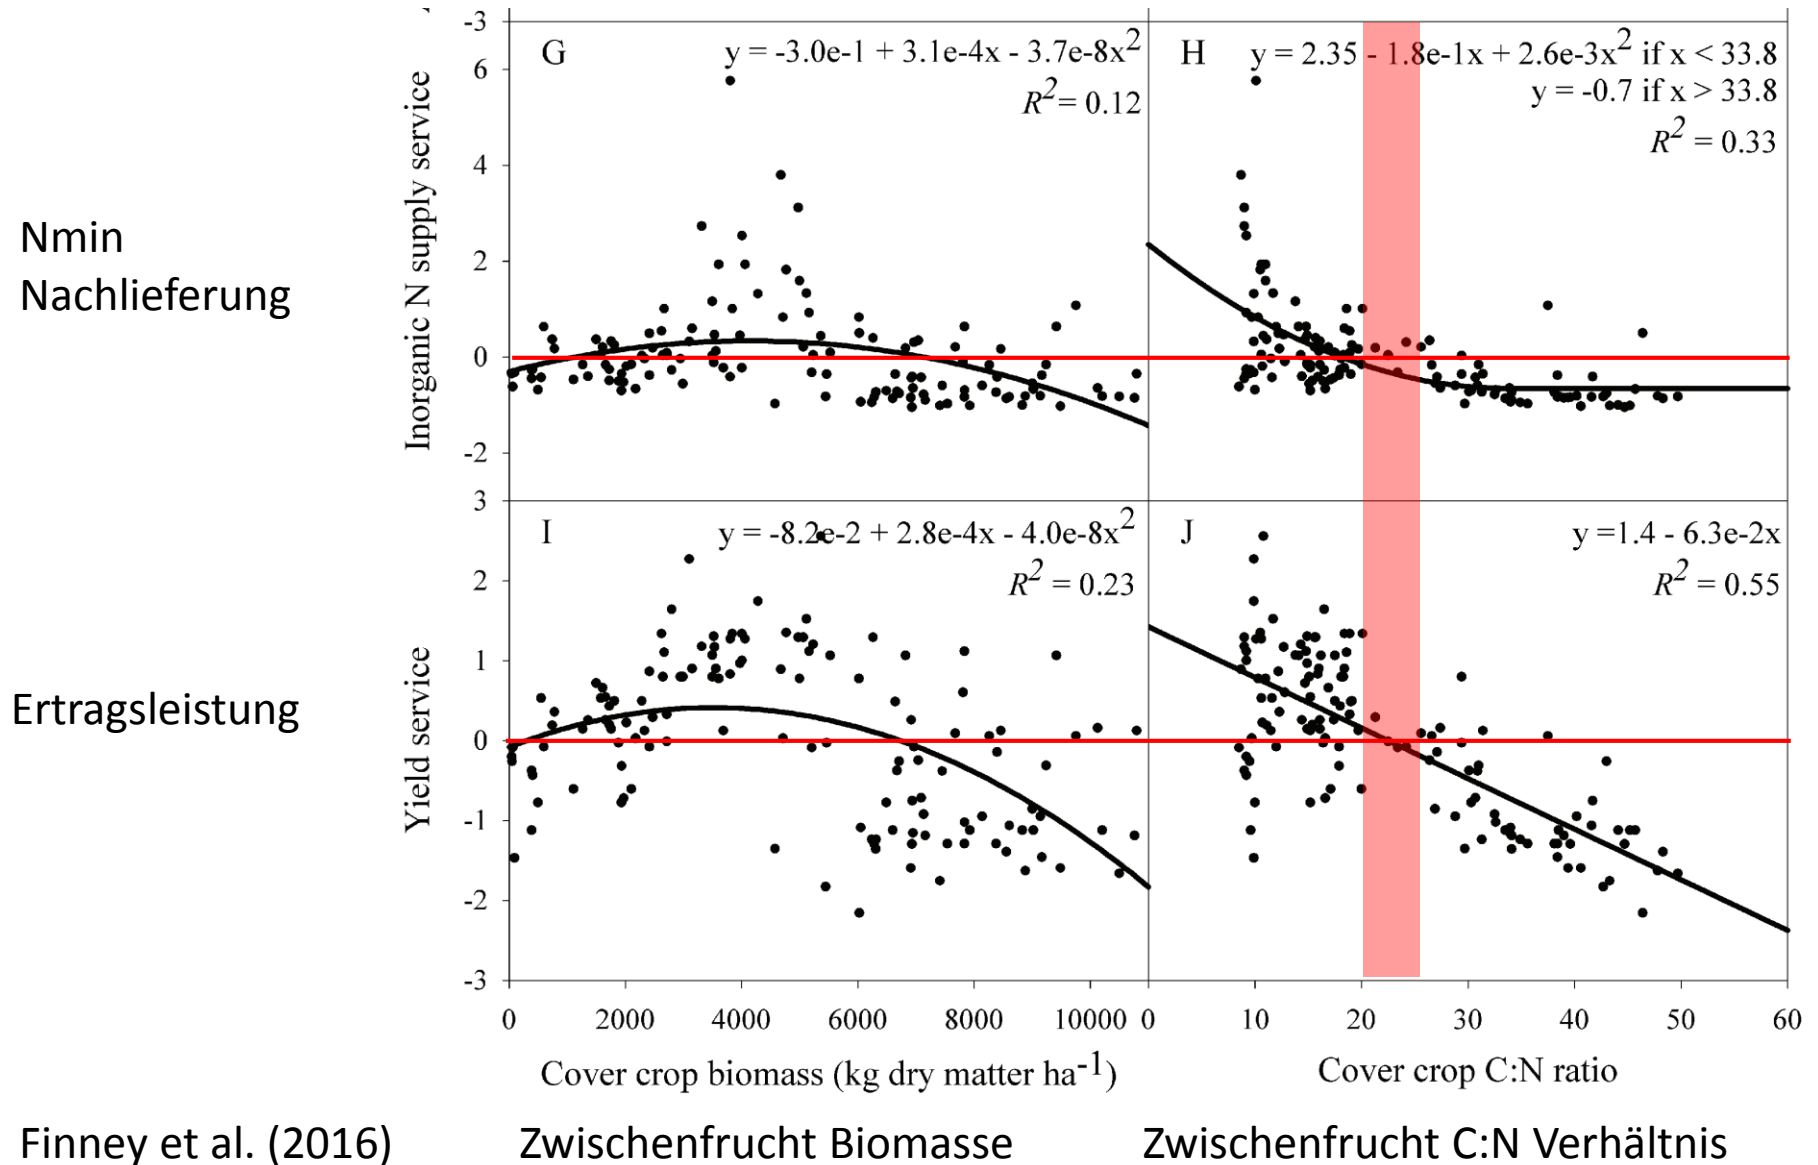 -3
G
y = -3.0e-1 + 3.1e-4x - 3.7e-8x²
R² = 0.12
H
y = 2.35 - 1.8e-1x + 2.6e-3x² if x < 33.8
y = -0.7 if x > 33.8
R² = 0.33
6
4
2
0
-2
Inorganic N supply service
Nmin
Nachlieferung
I
y = -8.2e-2 + 2.8e-4x - 4.0e-8x²
R² = 0.23
J
y =1.4 - 6.3e-2x
R² = 0.55
3
2
1
0
-1
-2
-3
Yield service
Ertragsleistung
0 2000 4000 6000 8000 10000 0 10 20 30 40 50 60
Cover crop biomass (kg dry matter ha⁻¹)
Cover crop C:N ratio
Finney et al. (2016)
Zwischenfrucht Biomasse
Zwischenfrucht C:N Verhältnis